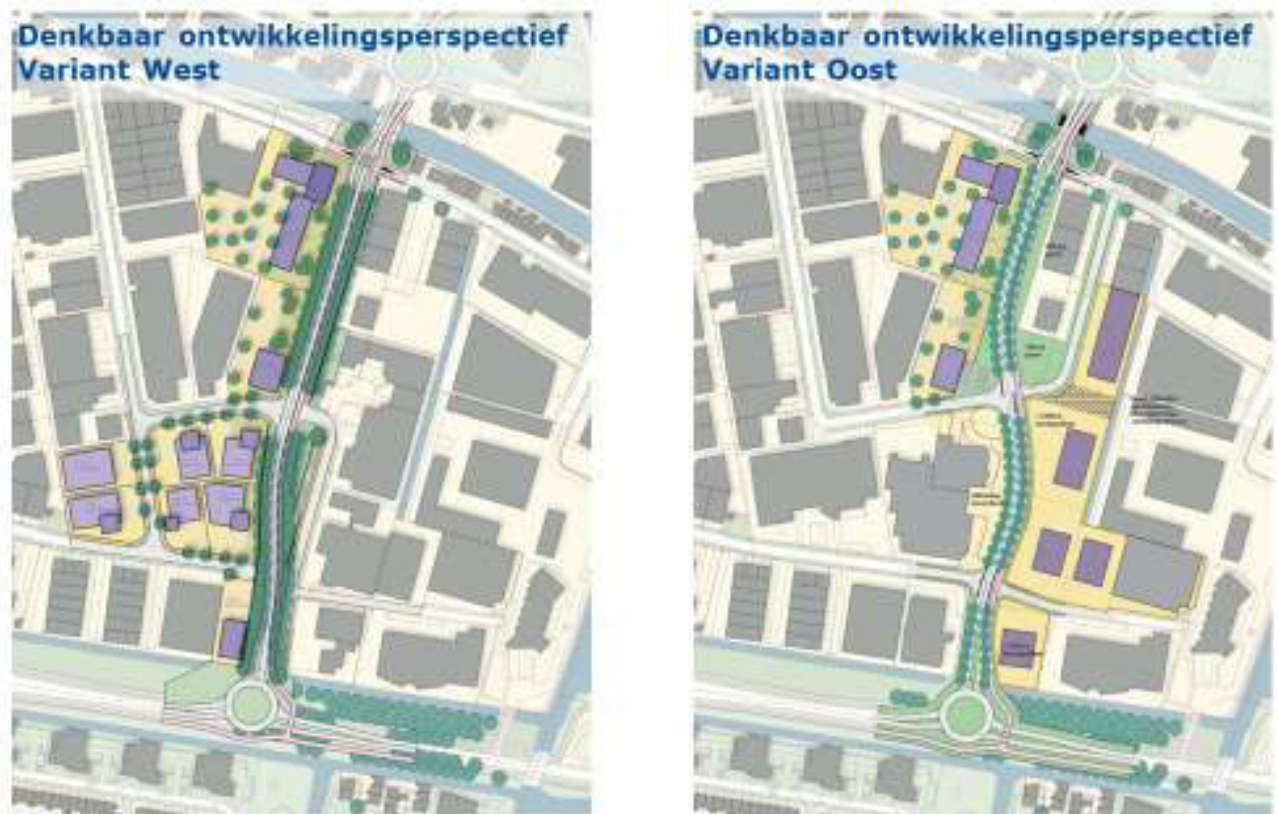 Denkbaar ontwikkelingsperspectief
Variant West
Denkbaar ontwikkelingsperspectief
Variant Oost